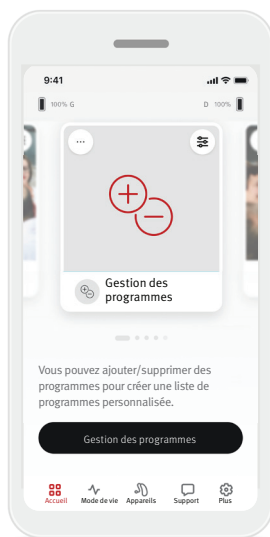 9:41
100% G D 100%
...
Gestion des
programmes
Vous pouvez ajouter/supprimer des
programmes pour créer une liste de
programmes personnalisée.
Gestion des programmes
Accueil Mode de vie Appareils Support Plus